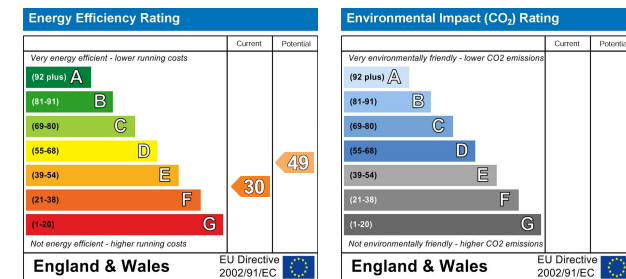 Energy Efficiency Rating
Current Potential
Very energy efficient - lower running costs
(92 plus) A
(81-91) B
(69-80) C
(55-68) D
49
(39-54) E
30
(21-38) F
(1-20) G
Not energy efficient - higher running costs
England & Wales
EU Directive
2002/91/EC
Environmental Impact (CO2) Rating
Current Potential
Very environmentally friendly - lower CO2 emissions
(92 plus) A
(81-91) B
(69-80) C
(55-68) D
(39-54) E
(21-38) F
(1-20) G
Not environmentally friendly - higher CO2 emissions
England & Wales
EU Directive
2002/91/EC